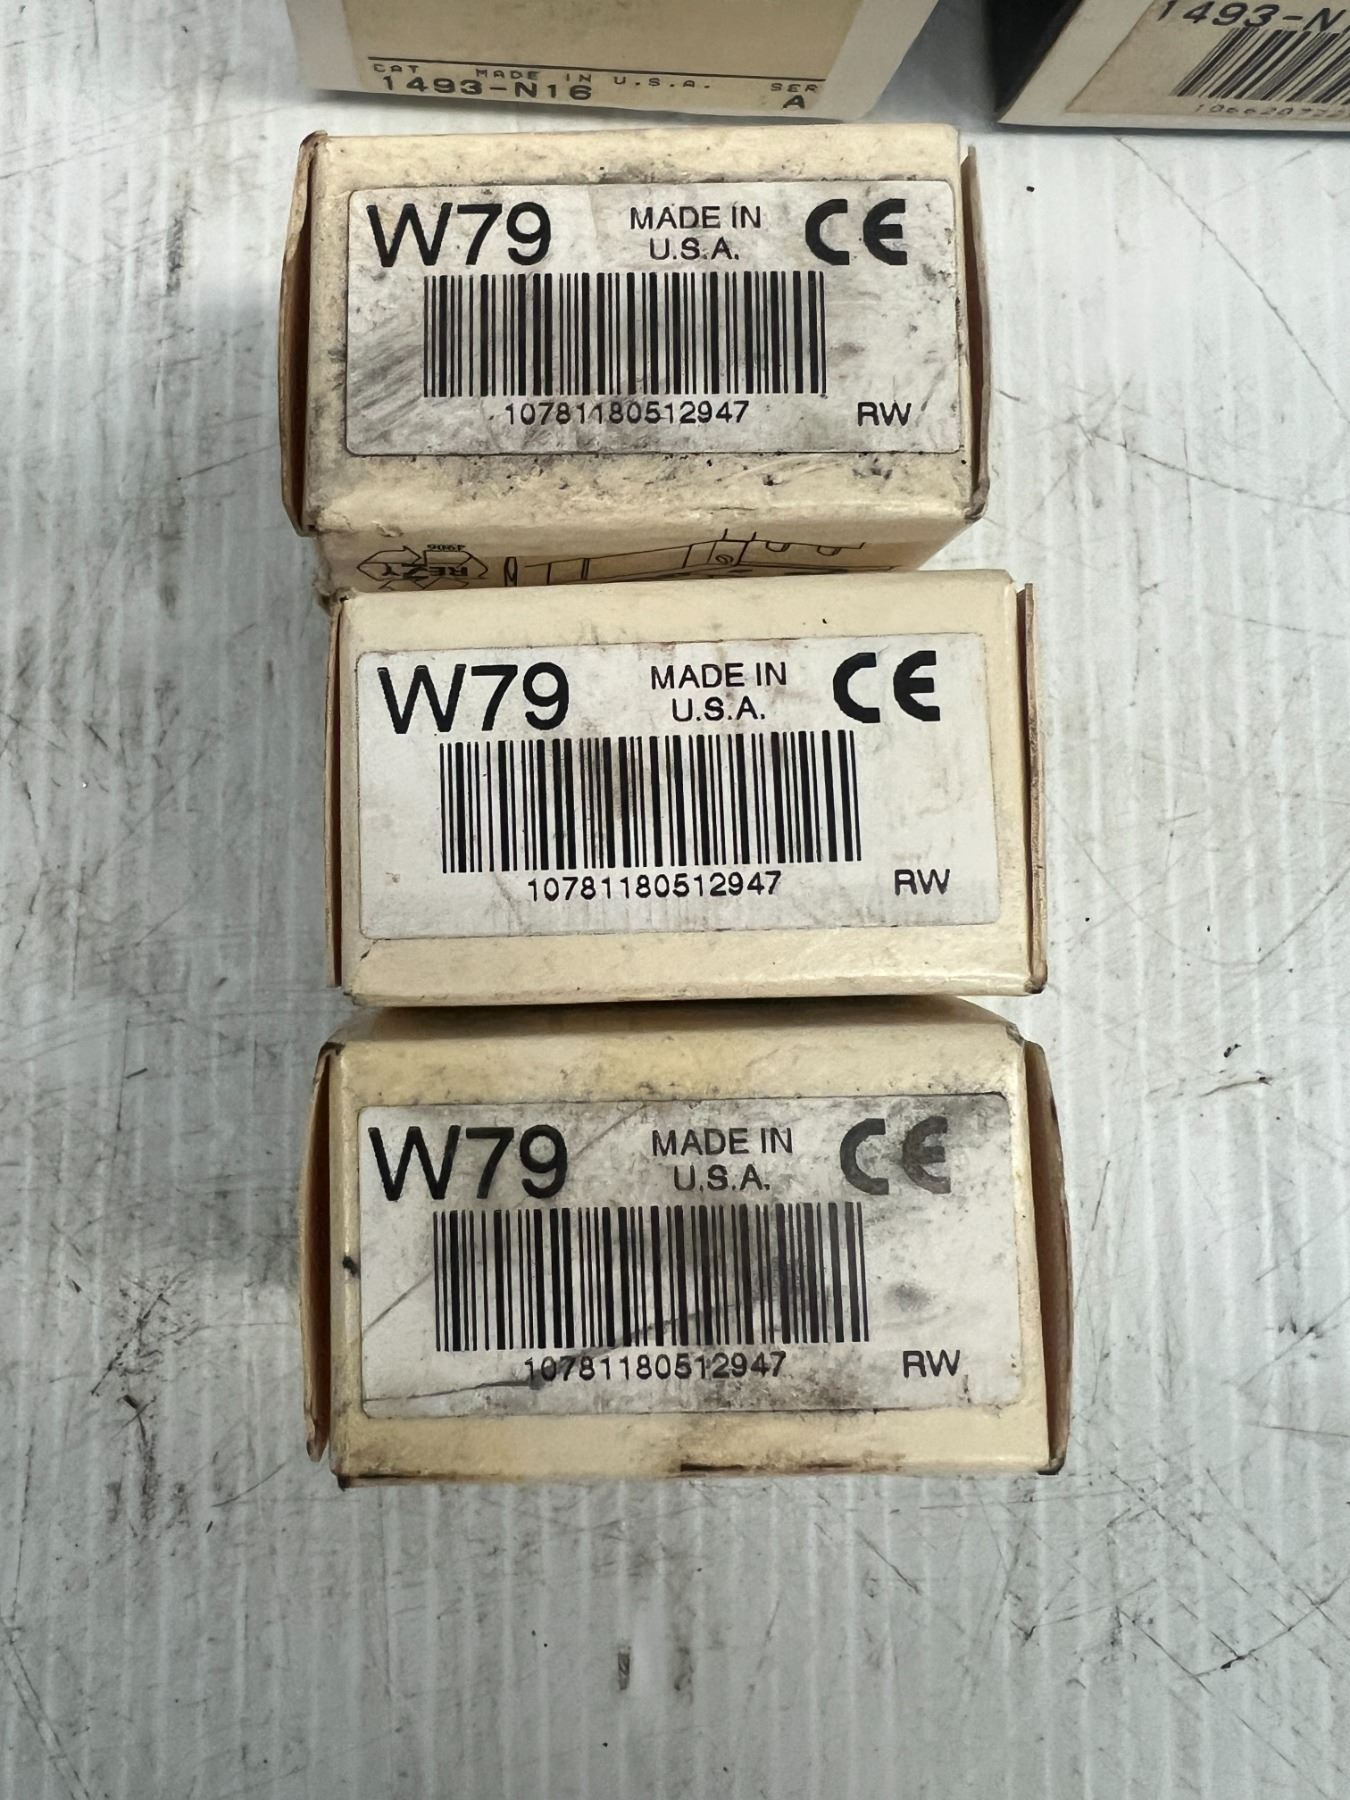 CAT MADE IN U.S.A. SER
1493-N16 A
1493-N
W79 MADE IN U.S.A. CE
10781180512947 RW
REZY
W79 MADE IN U.S.A. CE
10781180512947 RW
W79 MADE IN U.S.A. CE
10781180512947 RW